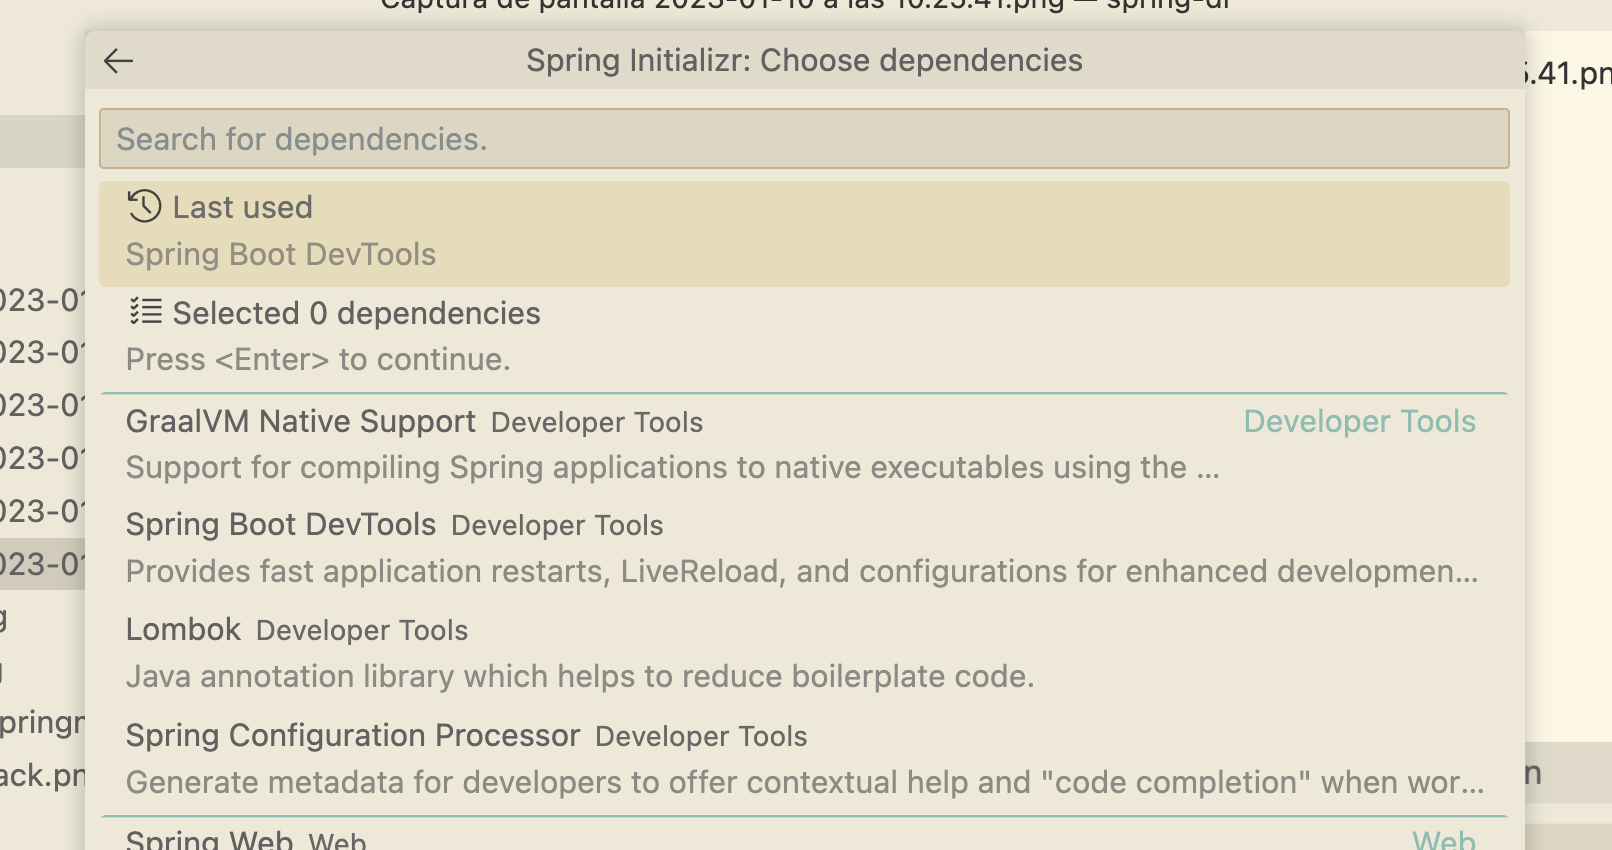 Captura de pantalla 2023-01-10 a las 10.25.41.png — spring-di
Spring Initializr: Choose dependencies
5.41.pn
Search for dependencies.
Last used
Spring Boot DevTools
Selected 0 dependencies
023-01
Press <Enter> to continue.
023-01
023-01
GraalVM Native Support Developer Tools Developer Tools
023-01
Support for compiling Spring applications to native executables using the ...
023-01
Spring Boot DevTools Developer Tools
023-01
Provides fast application restarts, LiveReload, and configurations for enhanced developmen...
g
Lombok Developer Tools
Java annotation library which helps to reduce boilerplate code.
pringr
Spring Configuration Processor Developer Tools
ack.pn
Generate metadata for developers to offer contextual help and "code completion" when wor...
n
Spring Web Web Web